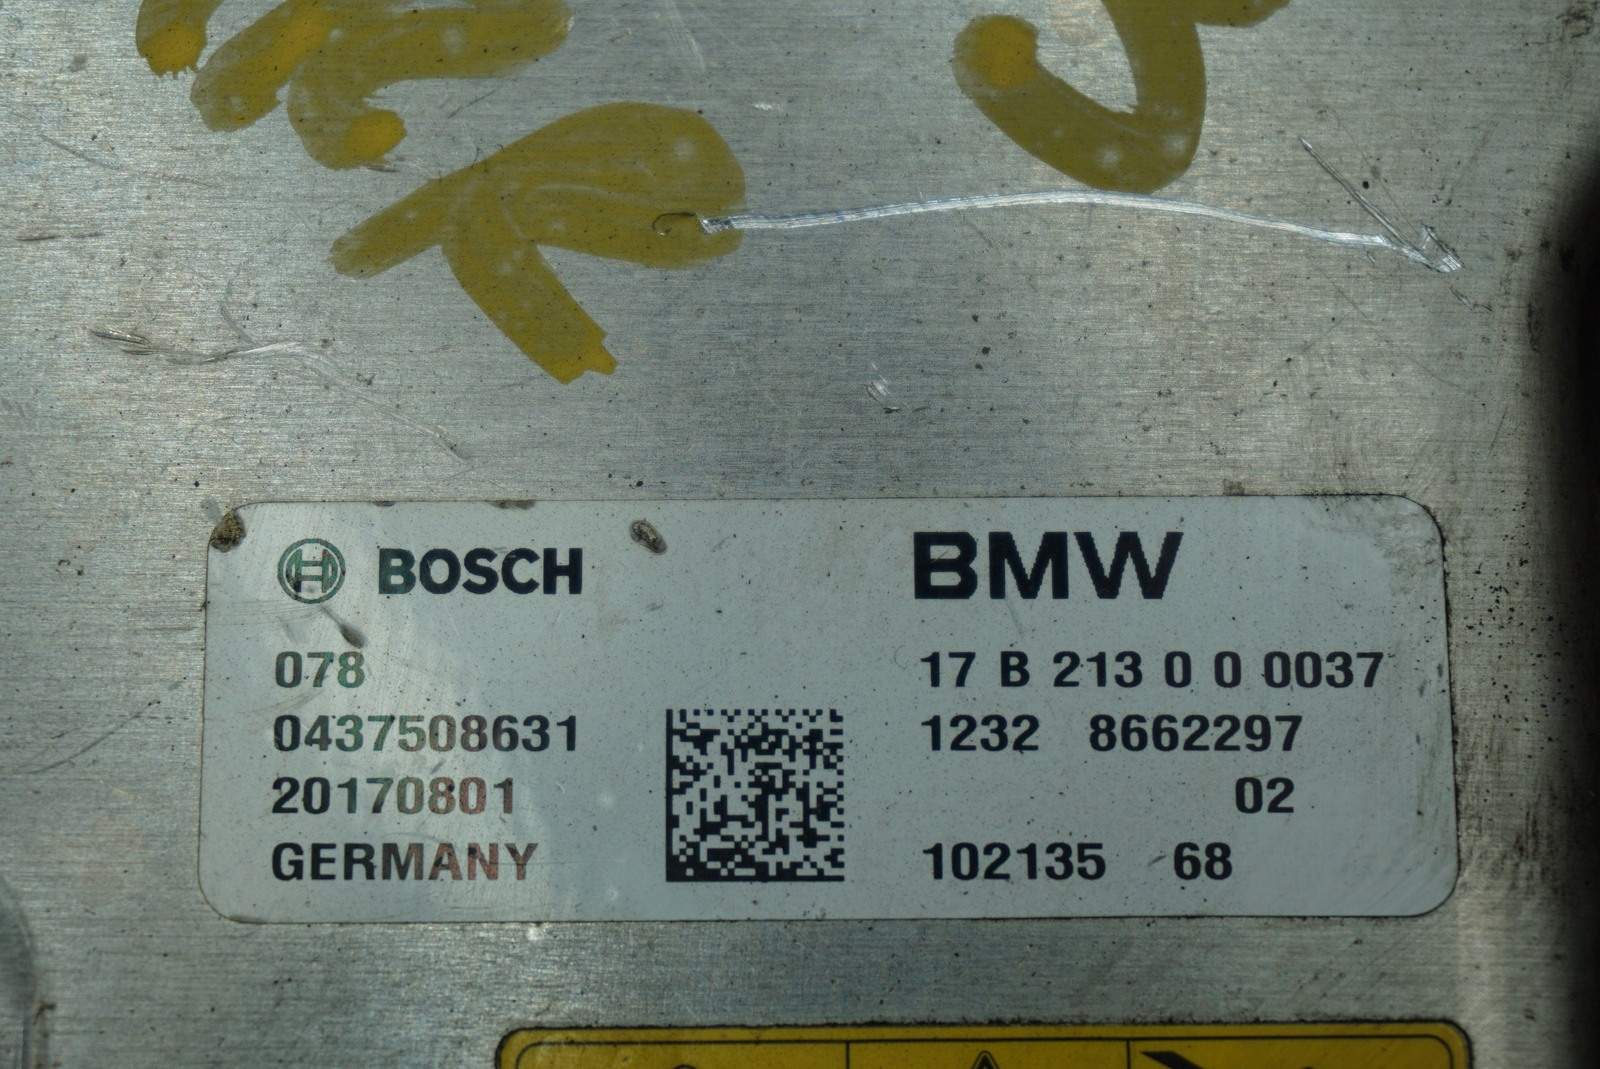 BOSCH
078
0437508631
20170801
GERMANY
BMW
17 B 213 0 0 0037
1232 8662297
02
102135 68